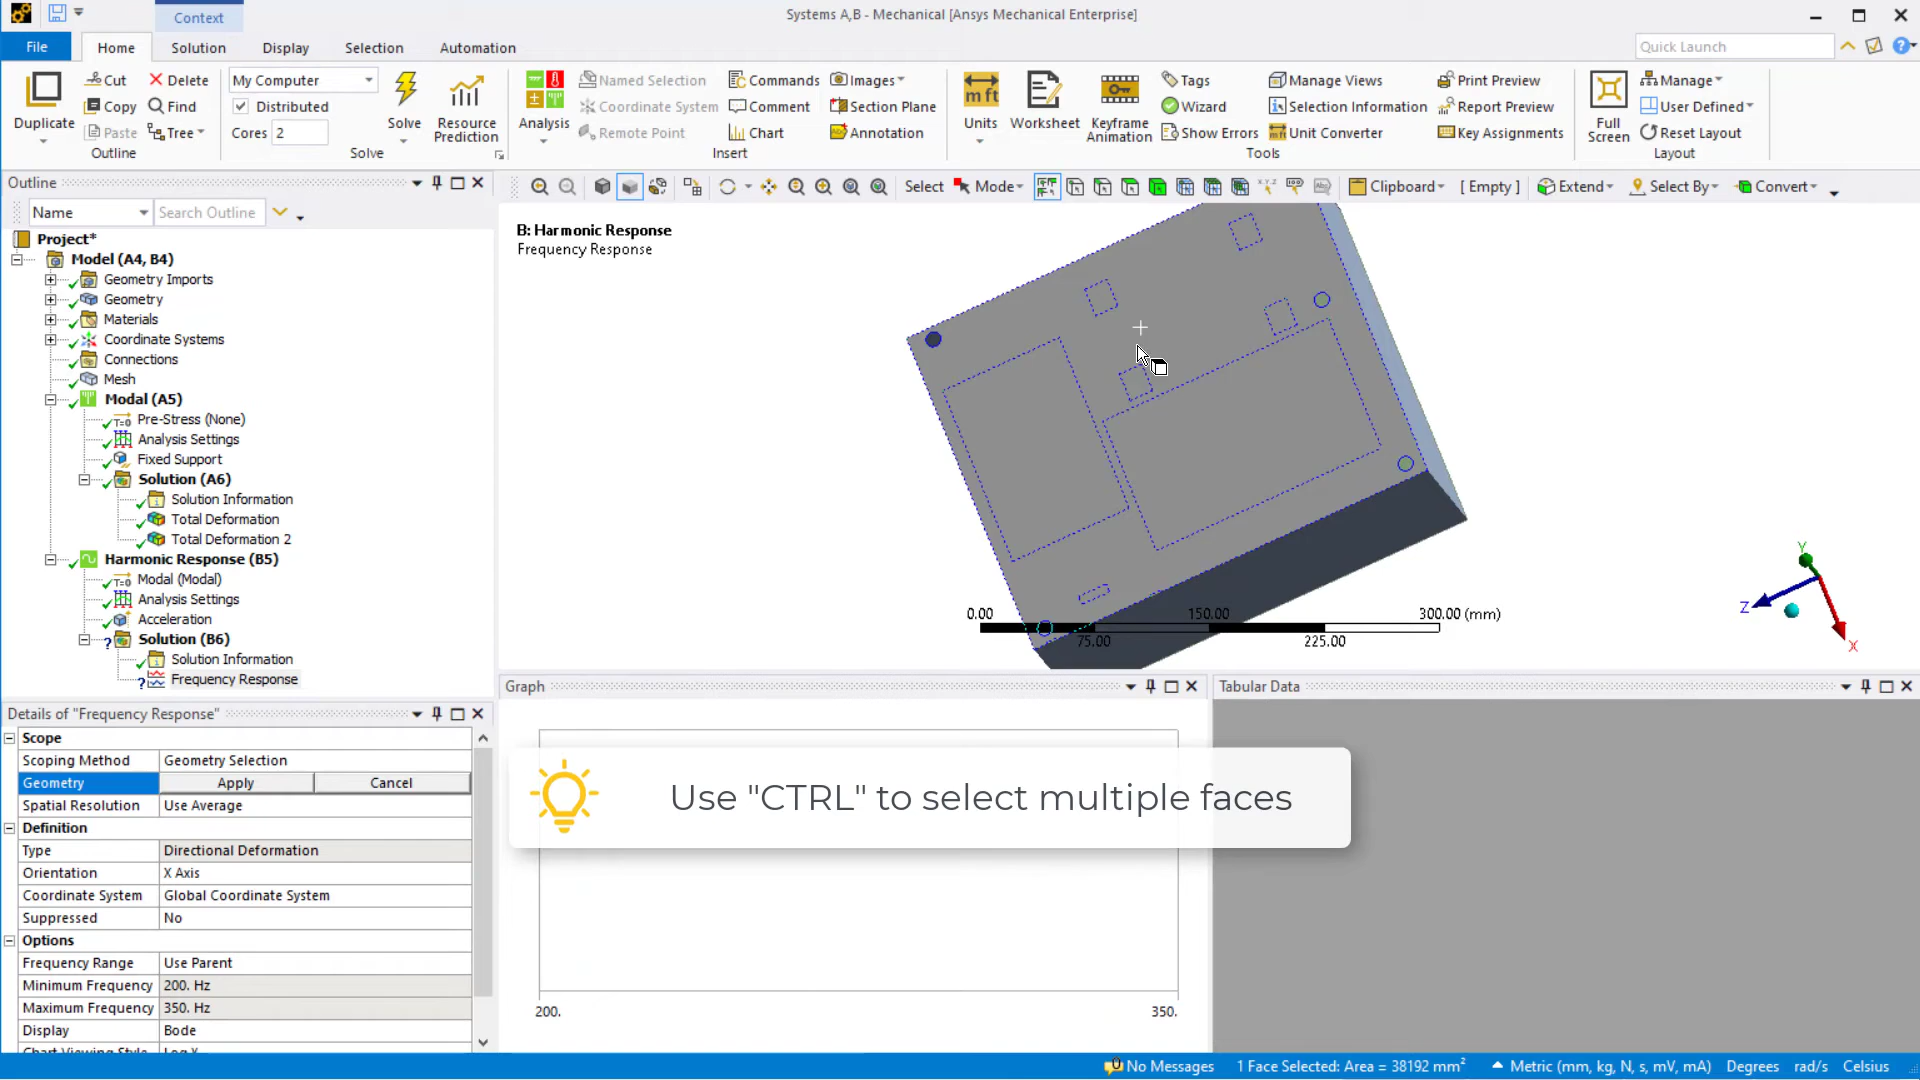 Context
Systems A,B - Mechanical [Ansys Mechanical Enterprise]
File
Home
Solution
Display
Selection
Automation
Quick Launch
Duplicate
Cut
Delete
Copy
Find
Paste
Tree
Outline
My Computer
Distributed
Cores 2
Solve
Resource
Prediction
Solve
Analysis
Named Selection
Coordinate System
Remote Point
Commands
Comment
Chart
Images
Section Plane
Annotation
Insert
Units
Worksheet
Keyframe
Animation
Tags
Wizard
Show Errors
Manage Views
Selection Information
Unit Converter
Print Preview
Report Preview
Key Assignments
Tools
Full
Screen
Manage
User Defined
Reset Layout
Layout
Outline
Select
Mode
Clipboard
[ Empty ]
Extend
Select By
Convert
Name
Search Outline
Project*
Model (A4, B4)
Geometry Imports
Geometry
Materials
Coordinate Systems
Connections
Mesh
Modal (A5)
Pre-Stress (None)
Analysis Settings
Fixed Support
Solution (A6)
Solution Information
Total Deformation
Total Deformation 2
Harmonic Response (B5)
Modal (Modal)
Analysis Settings
Acceleration
Solution (B6)
Solution Information
Frequency Response
B: Harmonic Response
Frequency Response
0.00
150.00
300.00 (mm)
75.00
225.00
Y
Z
X
Details of "Frequency Response"
Scope
Scoping Method Geometry Selection
Geometry Apply Cancel
Spatial Resolution Use Average
Definition
Type Directional Deformation
Orientation X Axis
Coordinate System Global Coordinate System
Suppressed No
Options
Frequency Range Use Parent
Minimum Frequency 200. Hz
Maximum Frequency 350. Hz
Display Bode
Graph
Tabular Data
Use "CTRL" to select multiple faces
200.
350.
No Messages
1 Face Selected: Area = 38192 mm²
Metric (mm, kg, N, s, mV, mA)
Degrees
rad/s
Celsius